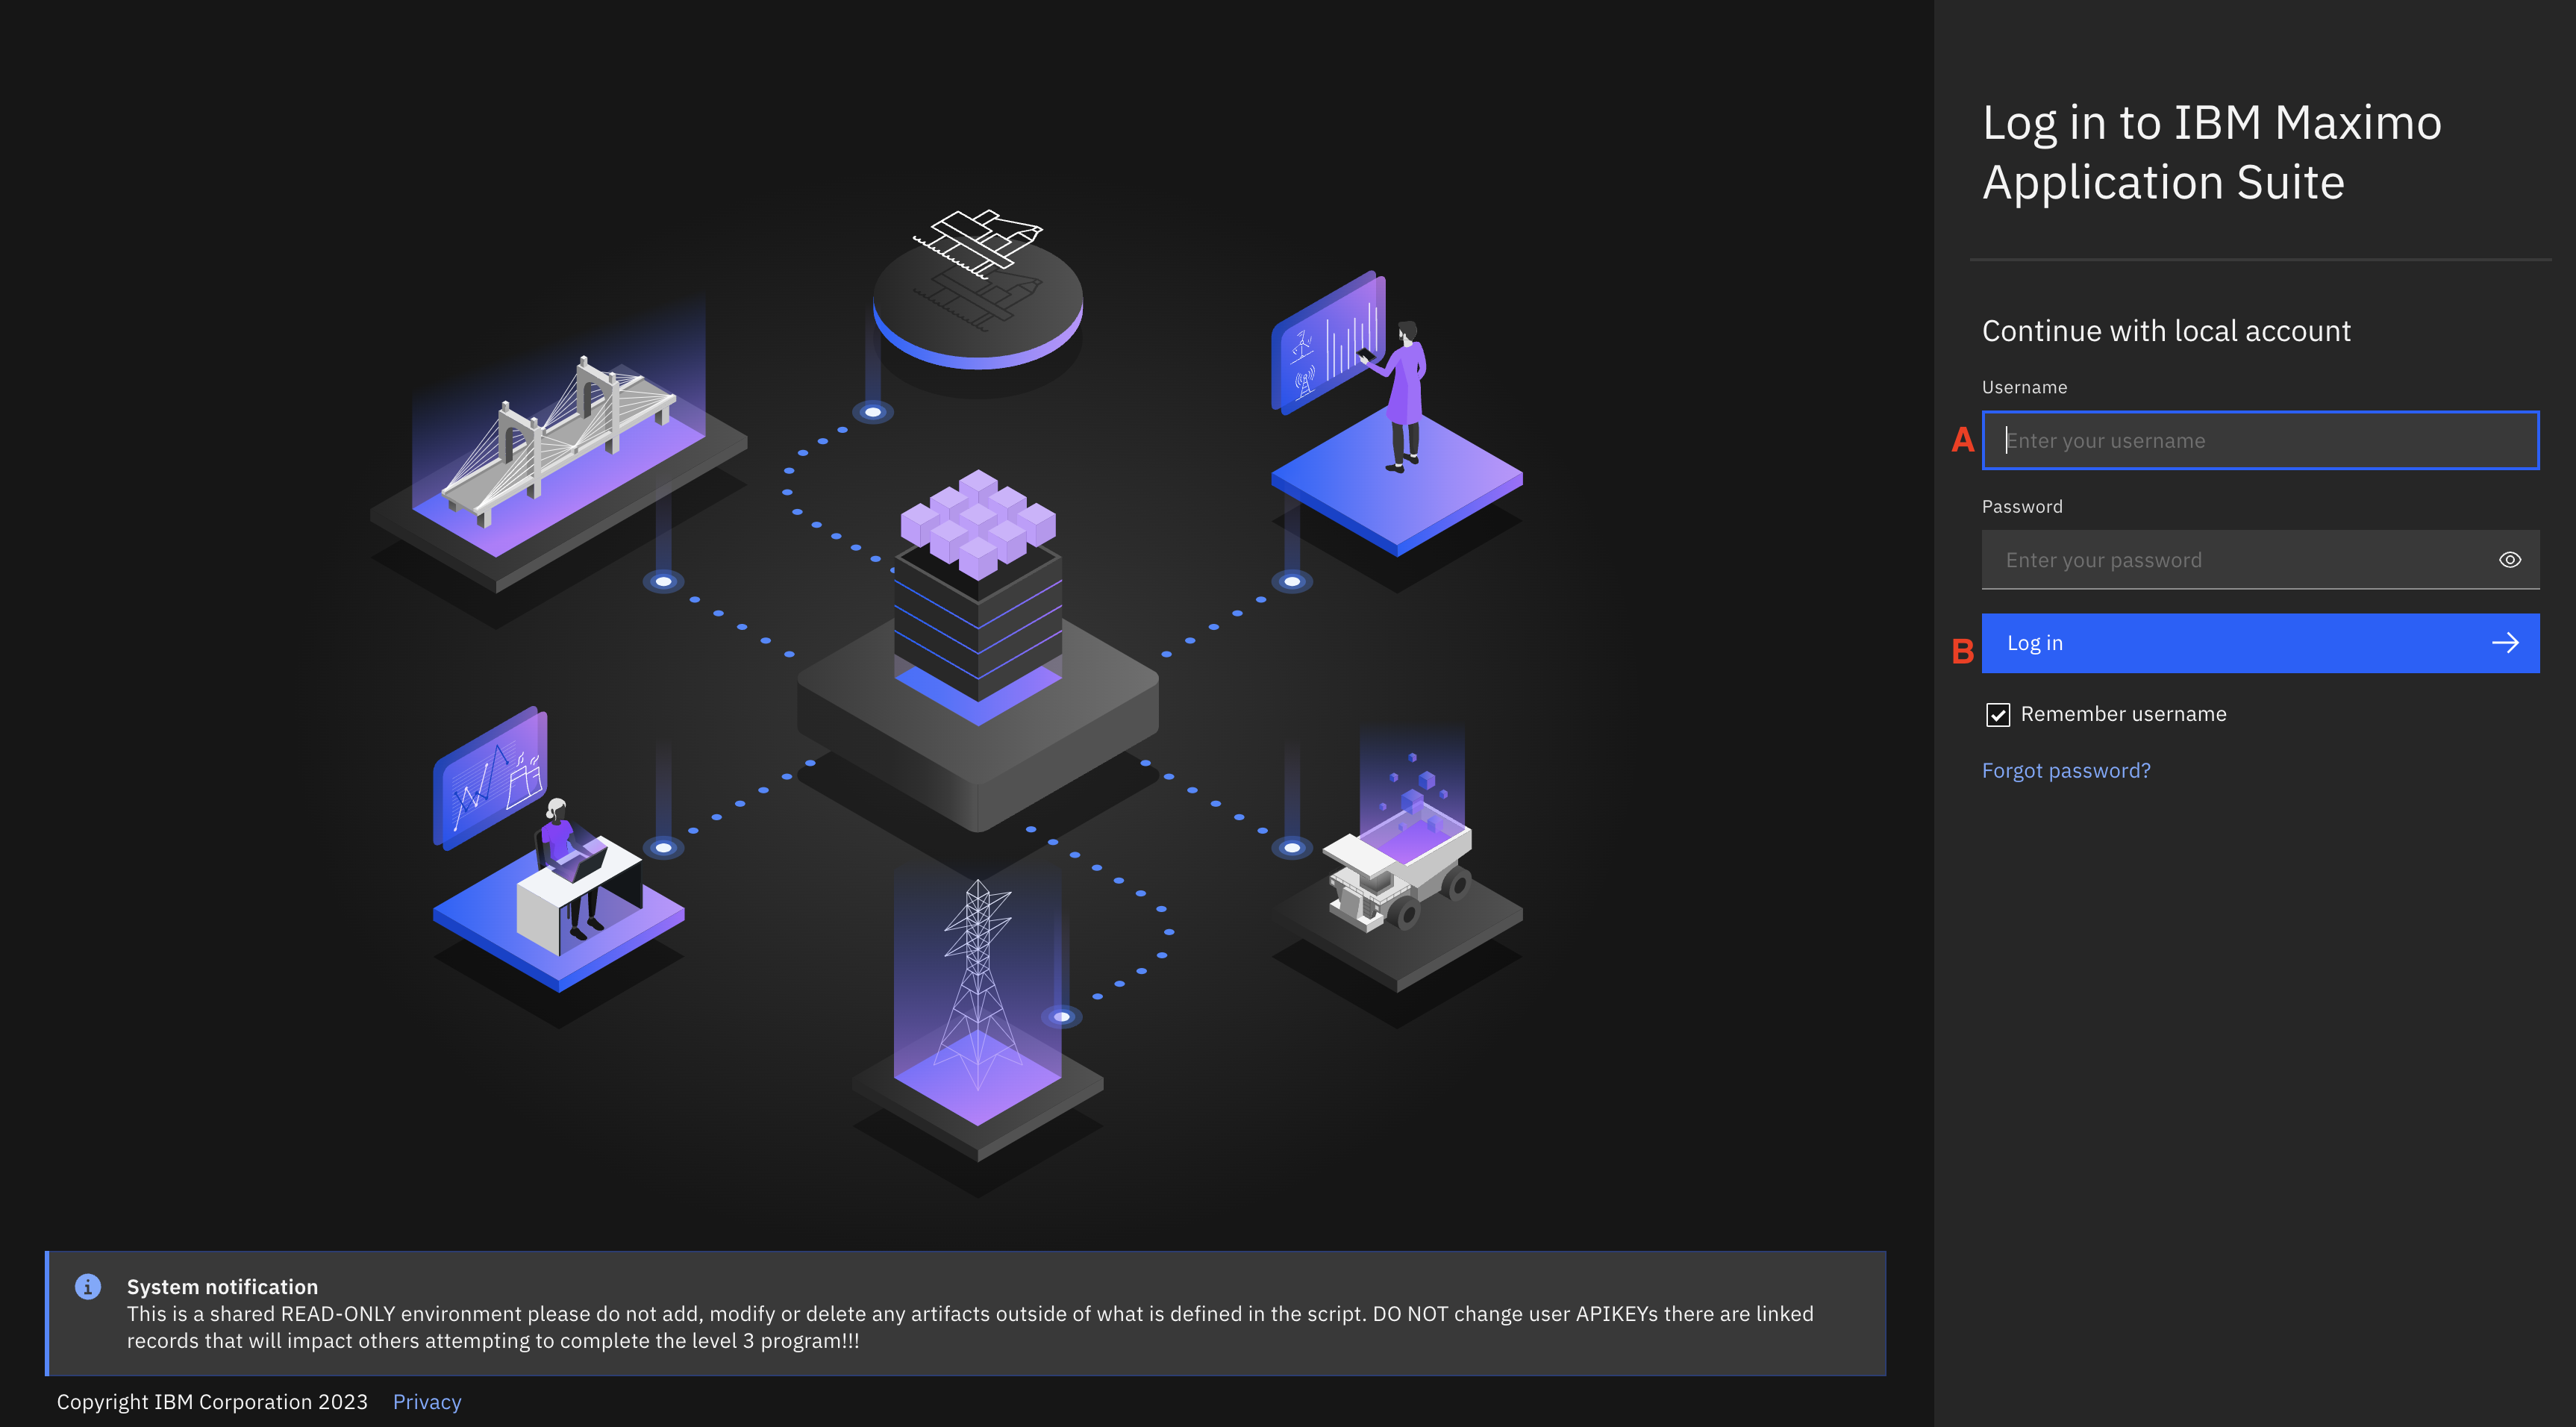 Log in to IBM Maximo
Application Suite
Continue with local account
Username
A
Enter your username
Password
Enter your password
B
Log in
Remember username
Forgot password?
System notification
This is a shared READ-ONLY environment please do not add, modify or delete any artifacts outside of what is defined in the script. DO NOT change user APIKEYs there are linked
records that will impact others attempting to complete the level 3 program!!!
Copyright IBM Corporation 2023 Privacy